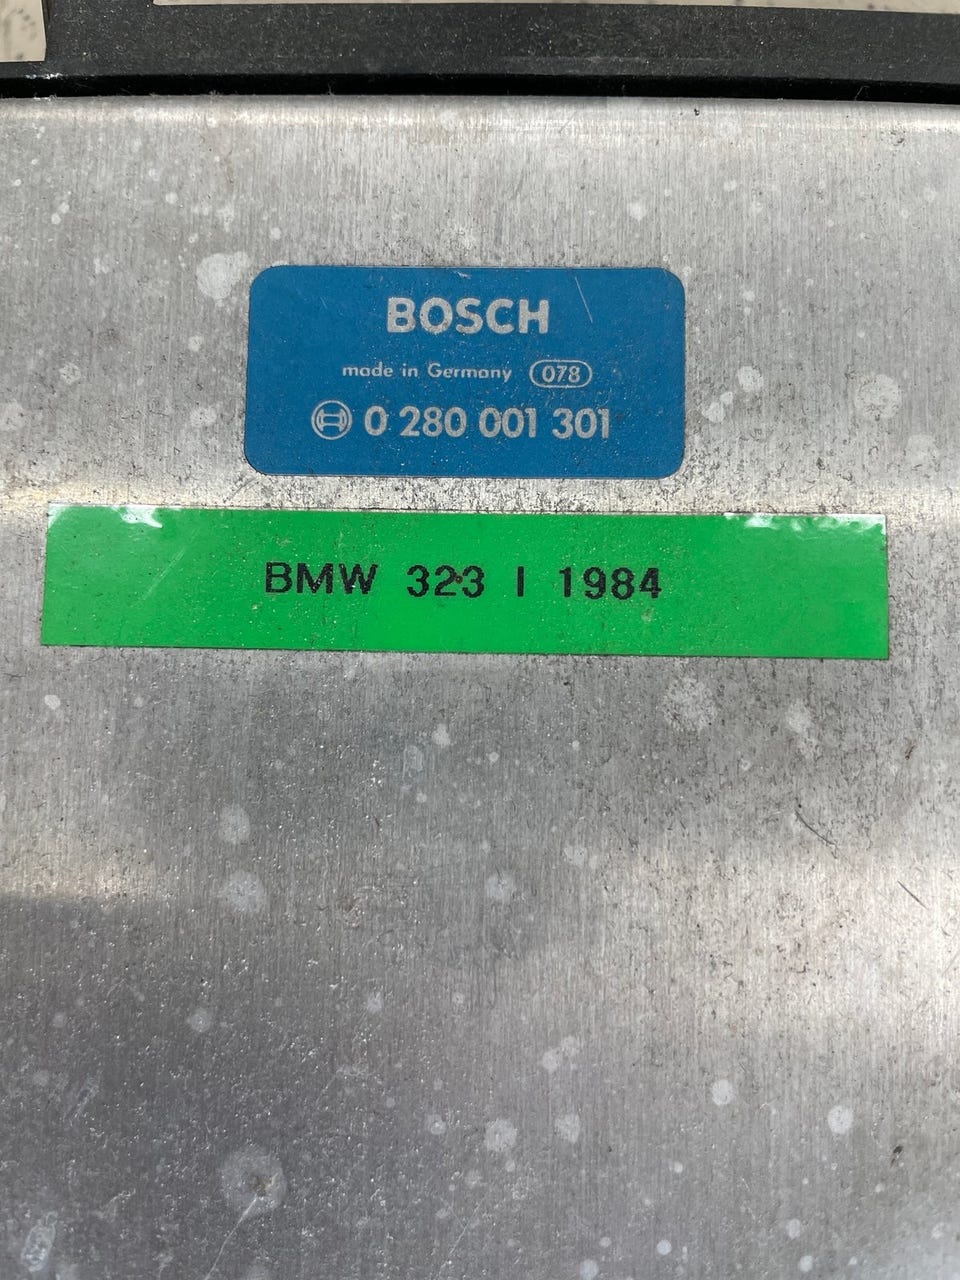 BOSCH
made in Germany 078
0 280 001 301
BMW 323 I 1984